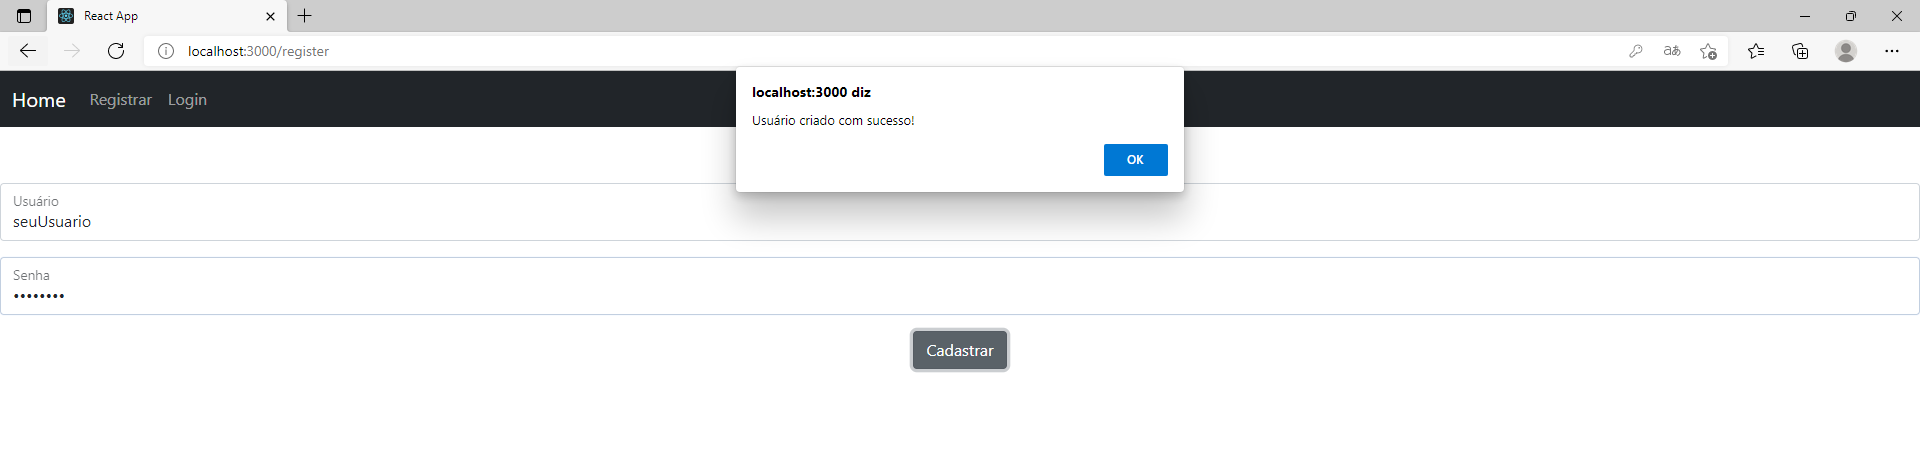 React App
localhost:3000/register
Home Registrar Login
localhost:3000 diz
Usuário criado com sucesso!
OK
Usuário
seuUsuario
Senha
••••••••
Cadastrar